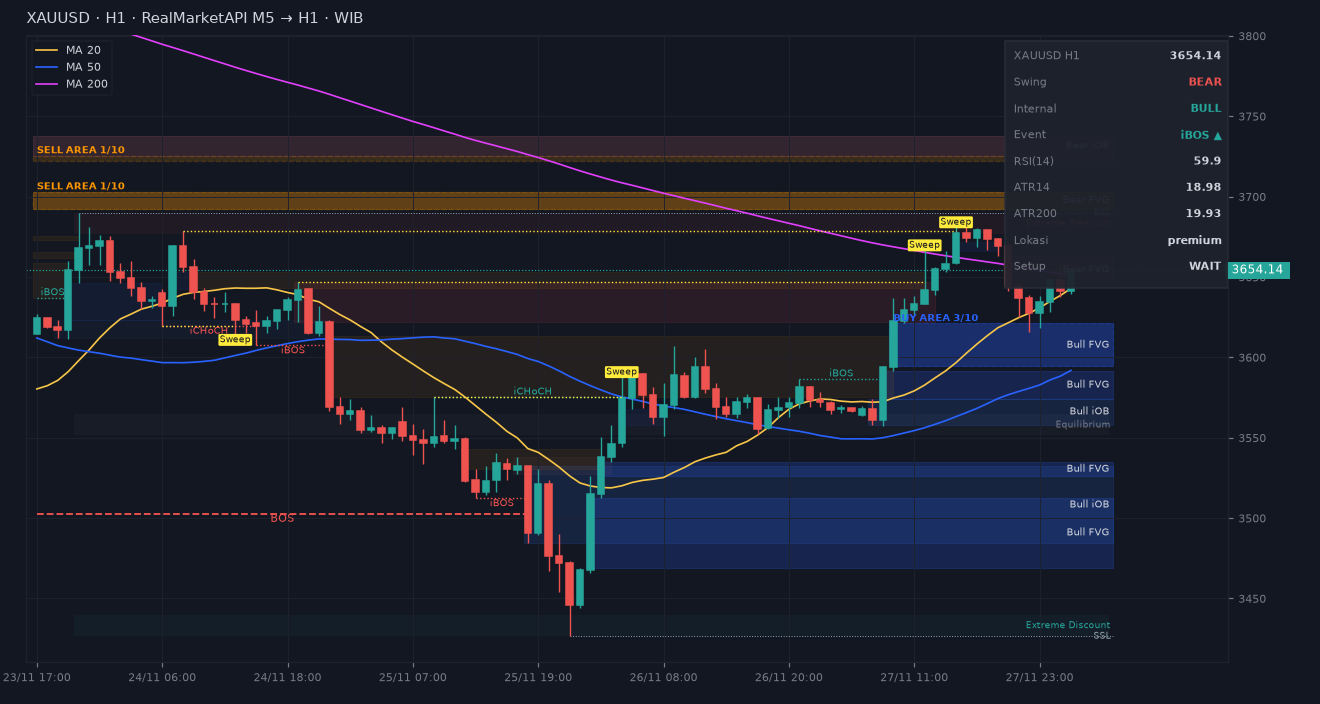 XAUUSD · H1 · RealMarketAPI M5 → H1 · WIB
MA 20
MA 50
MA 200
XAUUSD H1 3654.14
Swing BEAR
Internal BULL
Event iBOS ▲
RSI(14) 59.9
ATR14 18.98
ATR200 19.93
Lokasi premium
Setup WAIT
3800
3750
3700
3654.14
3600
3550
3500
3450
SELL AREA 1/10
SELL AREA 1/10
Sweep
Sweep
iBOS
iCHoCH
Sweep
iBOS
BUY AREA 3/10
Bull FVG
Sweep
iBOS
iCHoCH
Bull FVG
Bull iOB
Equilibrium
Bull FVG
iBOS
Bull iOB
BOS
Bull FVG
Extreme Discount
SSL
23/11 17:00
24/11 06:00
24/11 18:00
25/11 07:00
25/11 19:00
26/11 08:00
26/11 20:00
27/11 11:00
27/11 23:00